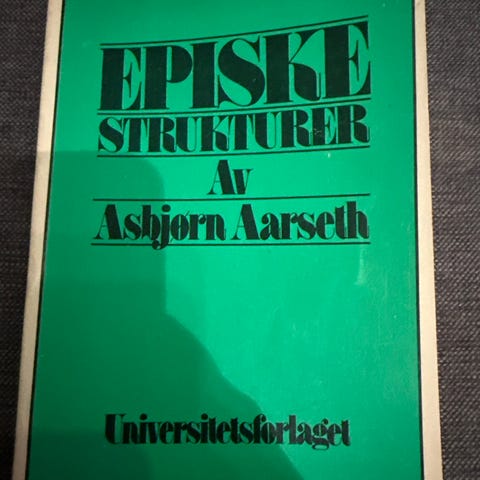 EPISKE
STRUKTURER
Av
Asbjørn Aarseth
Universitetsforlaget